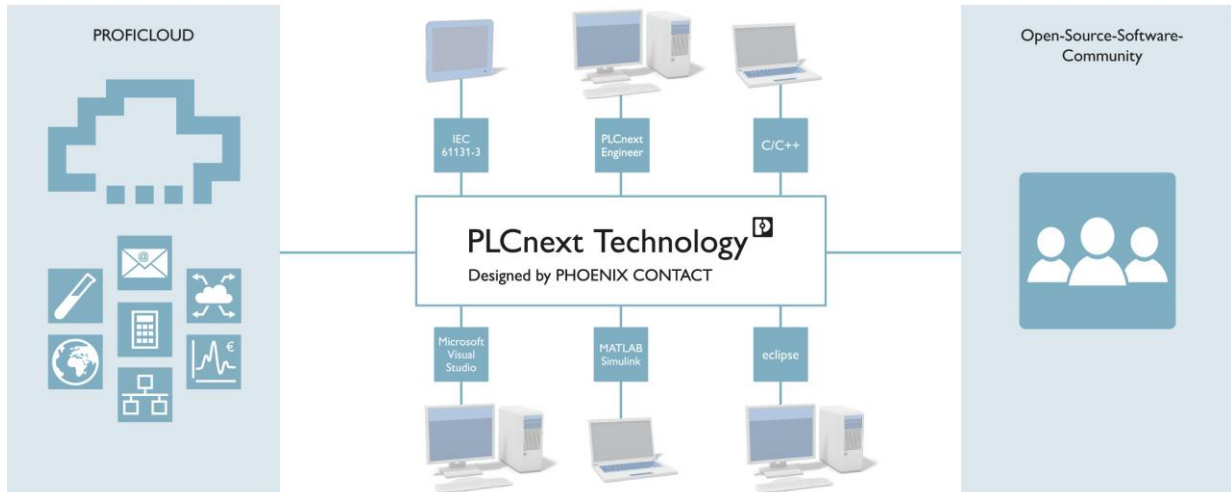 PROFICLOUD
@
€
IEC
61131-3
PLCnext
Engineer
C/C++
PLCnext Technology
Designed by PHOENIX CONTACT
Microsoft
Visual
Studio
MATLAB
Simulink
eclipse
Open-Source-Software-
Community